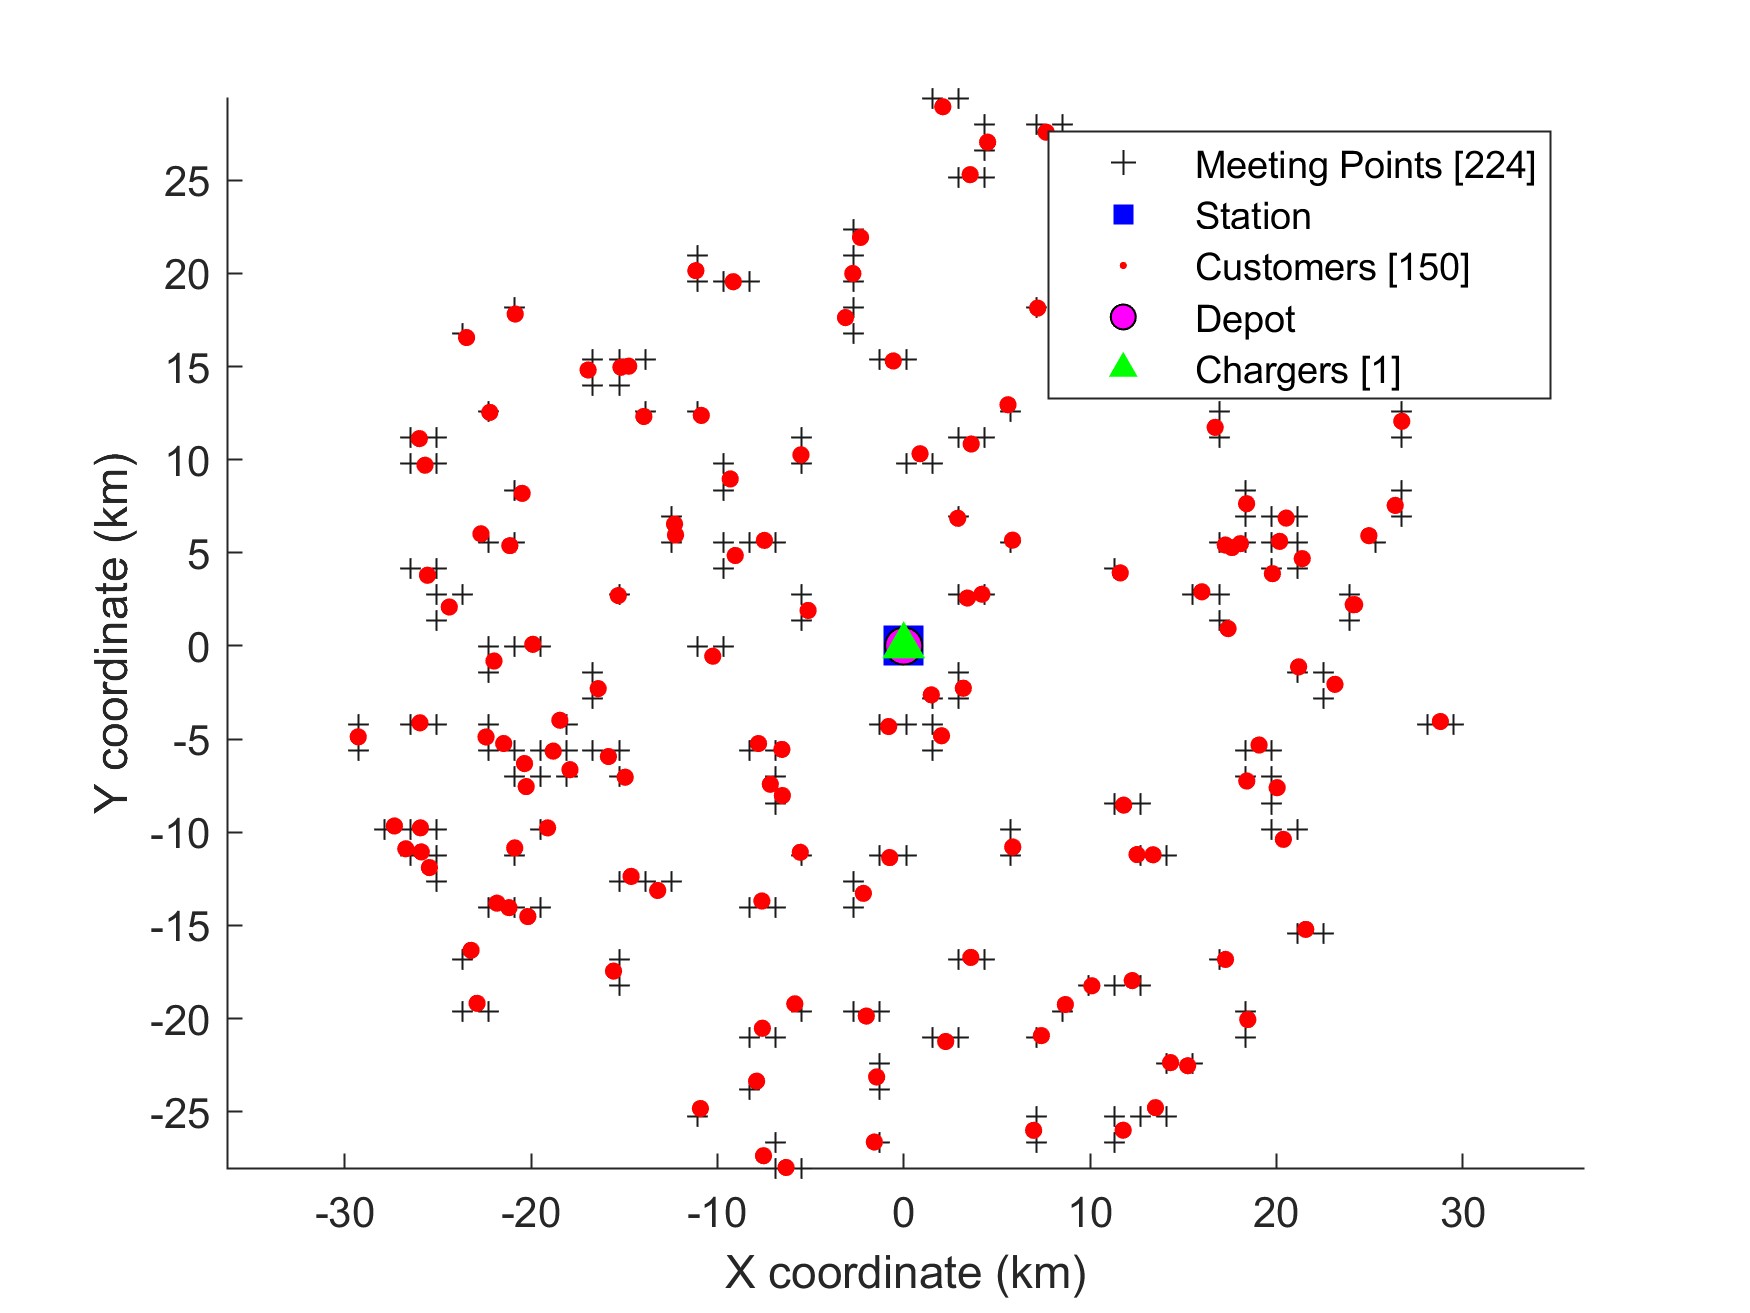 Meeting Points [224]
Station
Customers [150]
Depot
Chargers [1]
25
20
15
10
5
0
-5
-10
-15
-20
-25
Y coordinate (km)
-30 -20 -10 0 10 20 30
X coordinate (km)